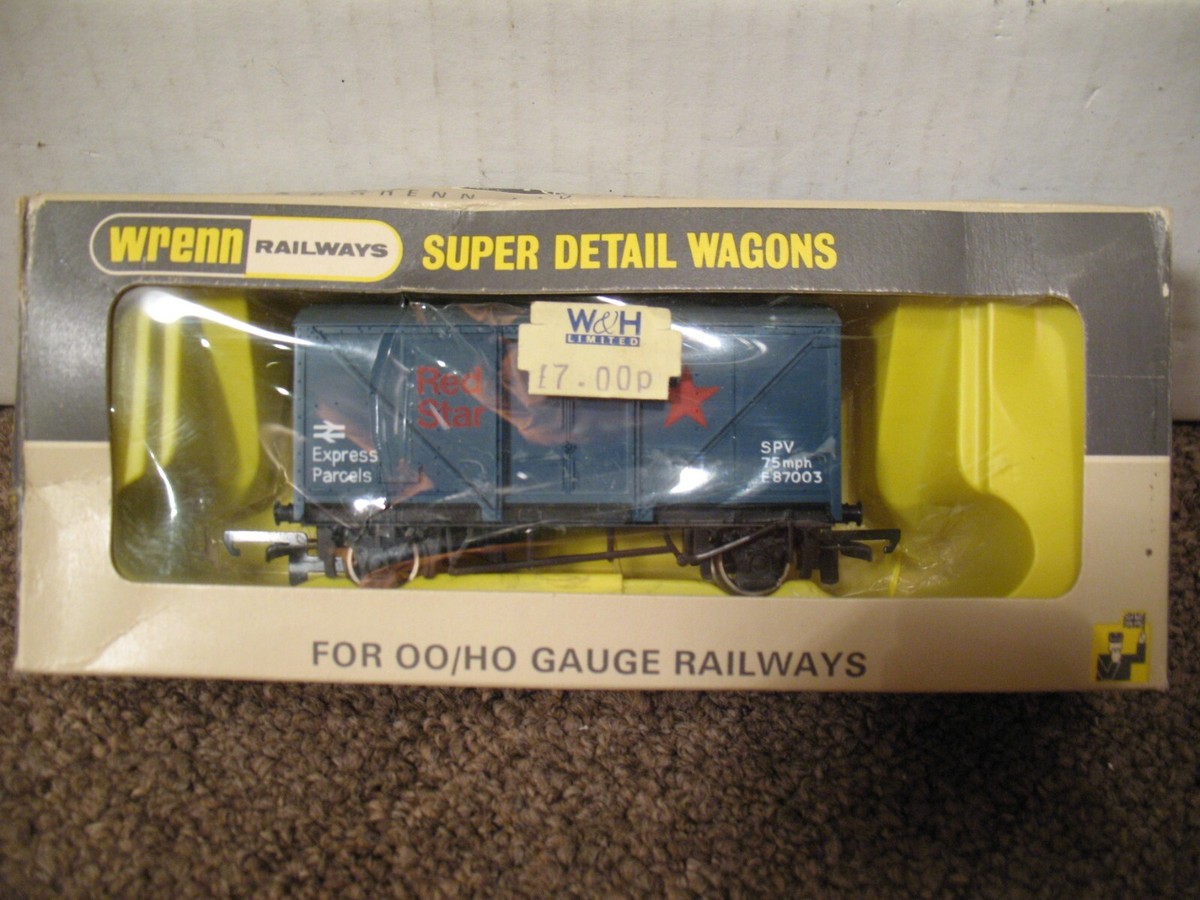 wrenn RAILWAYS
SUPER DETAIL WAGONS
W&H
LIMITED
£7.00p
Red
Star
Express
Parcels
SPV
75mph
E87003
FOR OO/HO GAUGE RAILWAYS